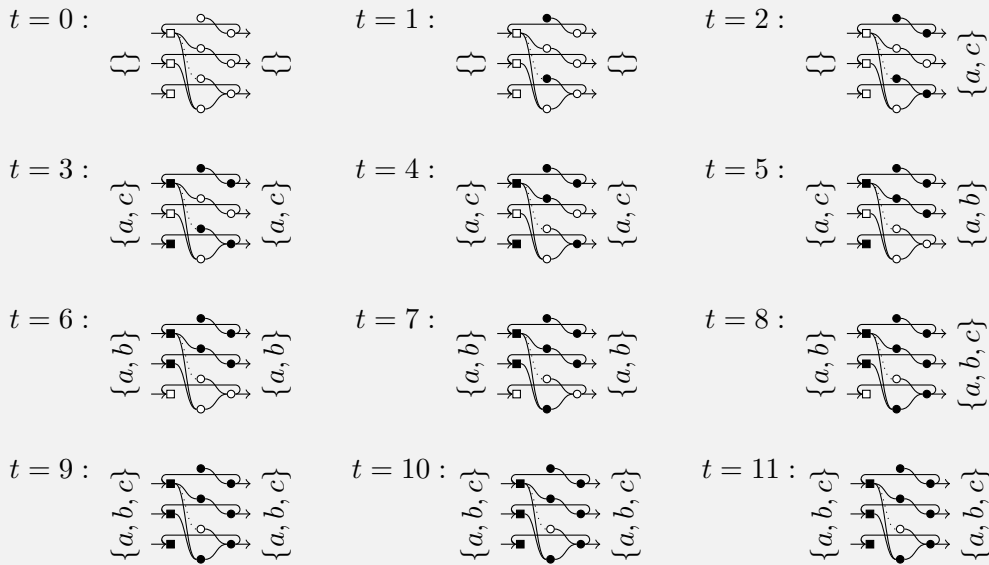 t = 0 : {} {} t = 1 : {} {} t = 2 : {} {a, c}
t = 3 : {a, c} {a, c} t = 4 : {a, c} {a, c} t = 5 : {a, c} {a, b}
t = 6 : {a, b} {a, b} t = 7 : {a, b} {a, b} t = 8 : {a, b} {a, b, c}
t = 9 : {a, b, c} {a, b, c} t = 10 : {a, b, c} {a, b, c} t = 11 : {a, b, c} {a, b, c}